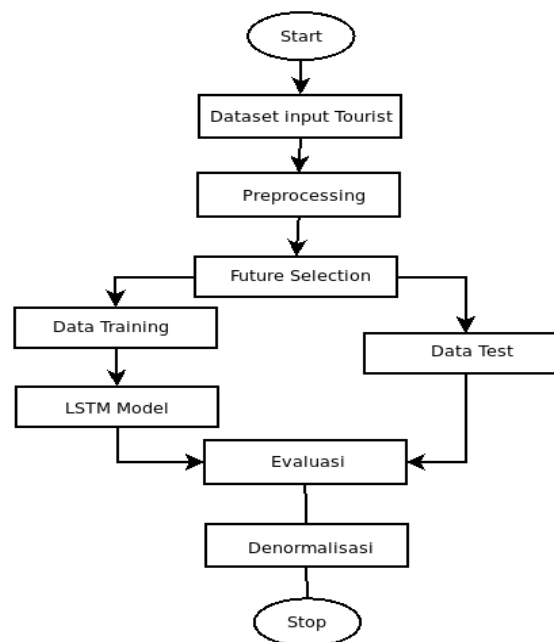 Start
Dataset input Tourist
Preprocessing
Future Selection
Data Training
Data Test
LSTM Model
Evaluasi
Denormalisasi
Stop